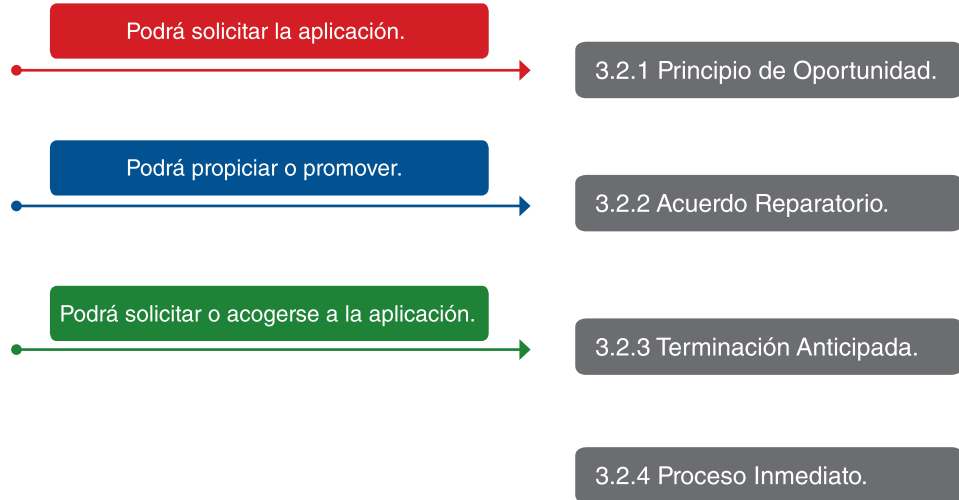 Podrá solicitar la aplicación.
3.2.1 Principio de Oportunidad.
Podrá propiciar o promover.
3.2.2 Acuerdo Reparatorio.
Podrá solicitar o acogerse a la aplicación.
3.2.3 Terminación Anticipada.
3.2.4 Proceso Inmediato.